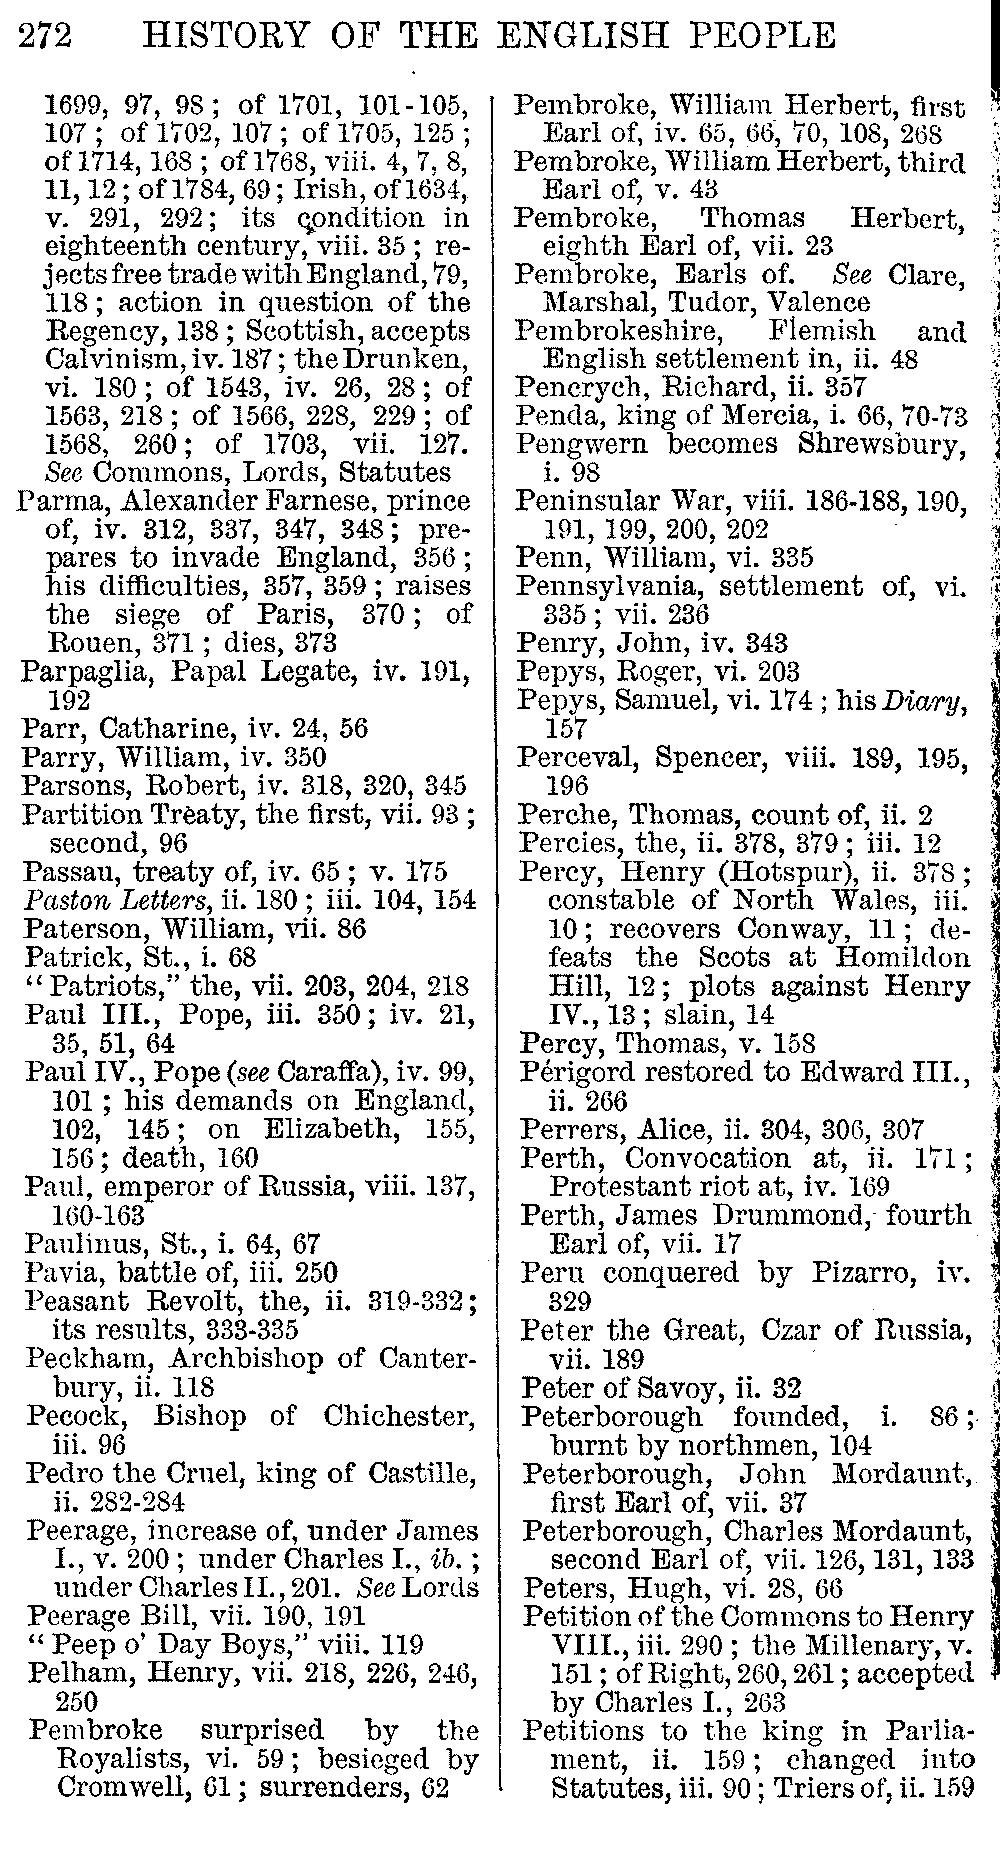 272 HISTORY OF THE ENGLISH PEOPLE
1699, 97, 98; of 1701, 101-105,
107; of 1702, 107; of 1705, 125;
of 1714, 168; of 1768, viii. 4, 7, 8,
11, 12; of 1784, 69; Irish, of 1634,
v. 291, 292; its condition in
eighteenth century, viii. 35; re-
jects free trade with England, 79,
118; action in question of the
Regency, 138; Scottish, accepts
Calvinism, iv. 187; the Drunken,
vi. 180; of 1543, iv. 26, 28; of
1563, 218; of 1566, 228, 229; of
1568, 260; of 1703, vii. 127.
See Commons, Lords, Statutes
Parma, Alexander Farnese, prince
of, iv. 312, 337, 347, 348; pre-
pares to invade England, 356;
his difficulties, 357, 359; raises
the siege of Paris, 370; of
Rouen, 371; dies, 373
Parpaglia, Papal Legate, iv. 191,
192
Parr, Catharine, iv. 24, 56
Parry, William, iv. 350
Parsons, Robert, iv. 318, 320, 345
Partition Treaty, the first, vii. 93;
second, 96
Passau, treaty of, iv. 65; v. 175
Paston Letters, ii. 180; iii. 104, 154
Paterson, William, vii. 86
Patrick, St., i. 68
"Patriots," the, vii. 203, 204, 218
Paul III., Pope, iii. 350; iv. 21,
35, 51, 64
Paul IV., Pope (see Caraffa), iv. 99,
101; his demands on England,
102, 145; on Elizabeth, 155,
156; death, 160
Paul, emperor of Russia, viii. 137,
160-163
Paulinus, St., i. 64, 67
Pavia, battle of, iii. 250
Peasant Revolt, the, ii. 319-332;
its results, 333-335
Peckham, Archbishop of Canter-
bury, ii. 118
Pecock, Bishop of Chichester,
iii. 96
Pedro the Cruel, king of Castille,
ii. 282-284
Peerage, increase of, under James
I., v. 200; under Charles I., ib.;
under Charles II., 201. See Lords
Peerage Bill, vii. 190, 191
"Peep o' Day Boys," viii. 119
Pelham, Henry, vii. 218, 226, 246,
250
Pembroke surprised by the
Royalists, vi. 59; besieged by
Cromwell, 61; surrenders, 62
Pembroke, William Herbert, first
Earl of, iv. 65, 66, 70, 108, 268
Pembroke, William Herbert, third
Earl of, v. 43
Pembroke, Thomas Herbert,
eighth Earl of, vii. 23
Pembroke, Earls of. See Clare,
Marshal, Tudor, Valence
Pembrokeshire, Flemish and
English settlement in, ii. 48
Pencrych, Richard, ii. 357
Penda, king of Mercia, i. 66, 70-73
Pengwern becomes Shrewsbury,
i. 98
Peninsular War, viii. 186-188, 190,
191, 199, 200, 202
Penn, William, vi. 335
Pennsylvania, settlement of, vi.
335; vii. 236
Penry, John, iv. 343
Pepys, Roger, vi. 203
Pepys, Samuel, vi. 174; his Diary,
157
Perceval, Spencer, viii. 189, 195,
196
Perche, Thomas, count of, ii. 2
Percies, the, ii. 378, 379; iii. 12
Percy, Henry (Hotspur), ii. 378;
constable of North Wales, iii.
10; recovers Conway, 11; de-
feats the Scots at Homildon
Hill, 12; plots against Henry
IV., 13; slain, 14
Percy, Thomas, v. 158
Périgord restored to Edward III.,
ii. 266
Perrers, Alice, ii. 304, 306, 307
Perth, Convocation at, ii. 171;
Protestant riot at, iv. 169
Perth, James Drummond, fourth
Earl of, vii. 17
Peru conquered by Pizarro, iv.
329
Peter the Great, Czar of Russia,
vii. 189
Peter of Savoy, ii. 32
Peterborough founded, i. 86;
burnt by northmen, 104
Peterborough, John Mordaunt,
first Earl of, vii. 37
Peterborough, Charles Mordaunt,
second Earl of, vii. 126, 131, 133
Peters, Hugh, vi. 28, 66
Petition of the Commons to Henry
VIII., iii. 290; the Millenary, v.
151; of Right, 260, 261; accepted
by Charles I., 263
Petitions to the king in Parlia-
ment, ii. 159; changed into
Statutes, iii. 90; Triers of, ii. 159